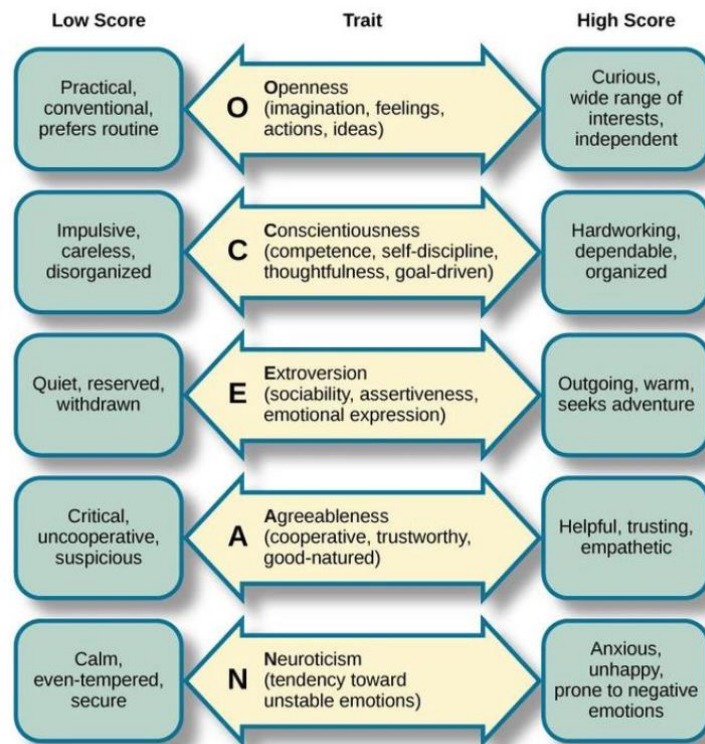 Low Score
Trait
High Score
Practical,
conventional,
prefers routine
O
Openness
(imagination, feelings,
actions, ideas)
Curious,
wide range of
interests,
independent
Impulsive,
careless,
disorganized
C
Conscientiousness
(competence, self-discipline,
thoughtfulness, goal-driven)
Hardworking,
dependable,
organized
Quiet, reserved,
withdrawn
E
Extroversion
(sociability, assertiveness,
emotional expression)
Outgoing, warm,
seeks adventure
Critical,
uncooperative,
suspicious
A
Agreeableness
(cooperative, trustworthy,
good-natured)
Helpful, trusting,
empathetic
Calm,
even-tempered,
secure
N
Neuroticism
(tendency toward
unstable emotions)
Anxious,
unhappy,
prone to negative
emotions